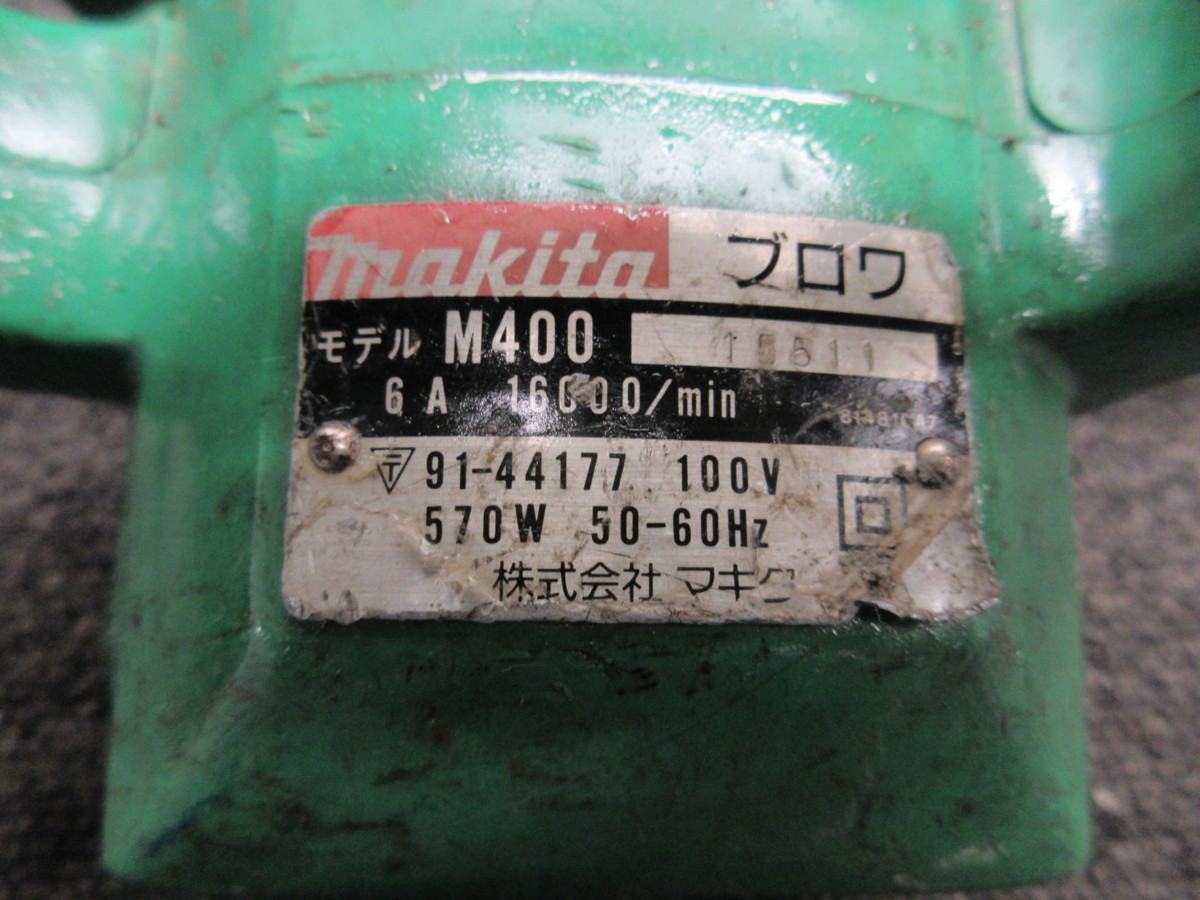 makita ブロワ
モデル M400 15511
6A 16000/min
〒 91-44177 100V
570W 50-60Hz
株式会社 マキタ